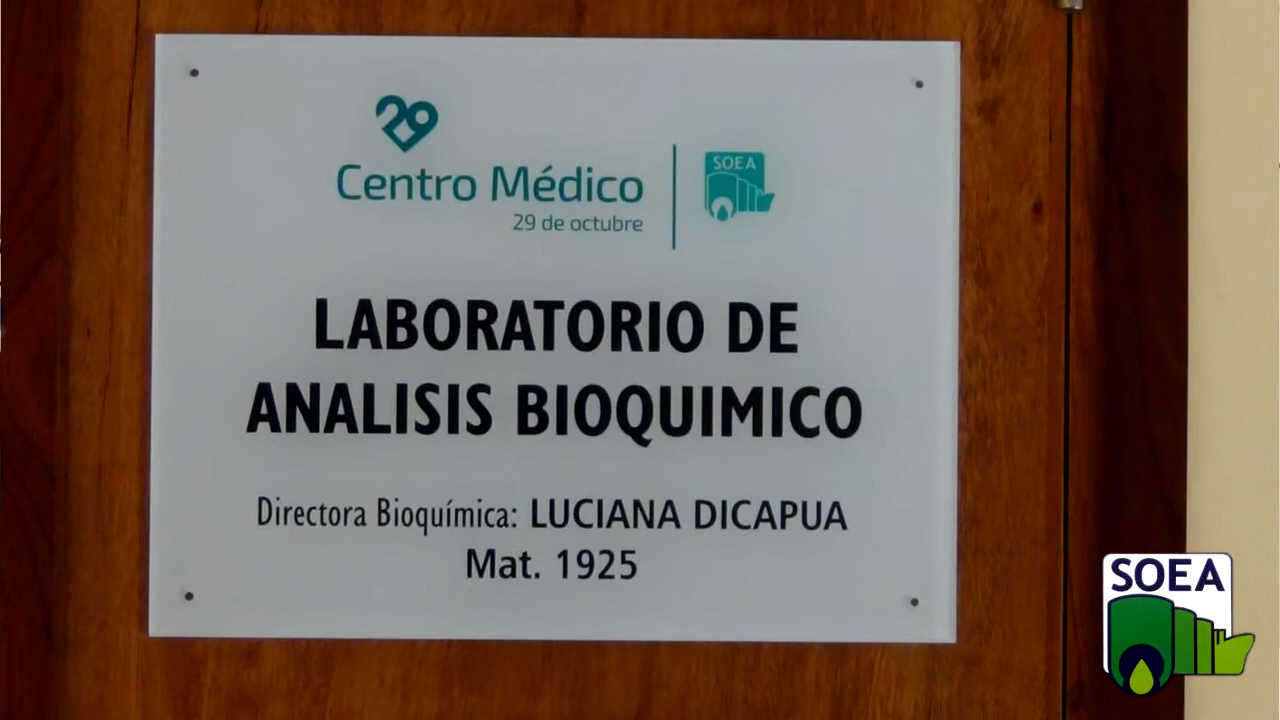 29
Centro Médico
29 de octubre
SOEA
LABORATORIO DE
ANALISIS BIOQUIMICO
Directora Bioquímica: LUCIANA DICAPUA
Mat. 1925
SOEA